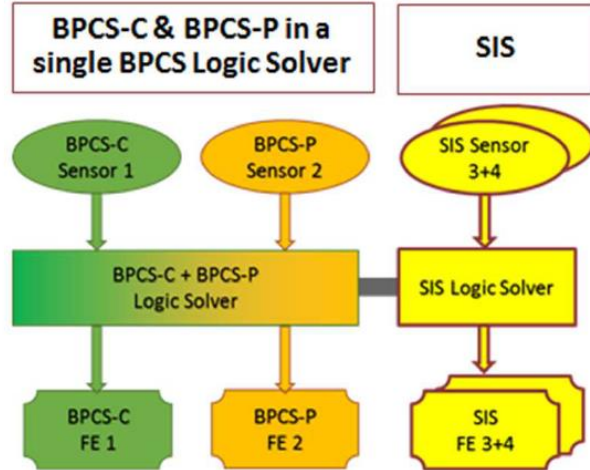 BPCS-C & BPCS-P in a
single BPCS Logic Solver
SIS
BPCS-C
Sensor 1
BPCS-P
Sensor 2
SIS Sensor
3+4
BPCS-C + BPCS-P
Logic Solver
SIS Logic Solver
BPCS-C
FE 1
BPCS-P
FE 2
SIS
FE 3+4